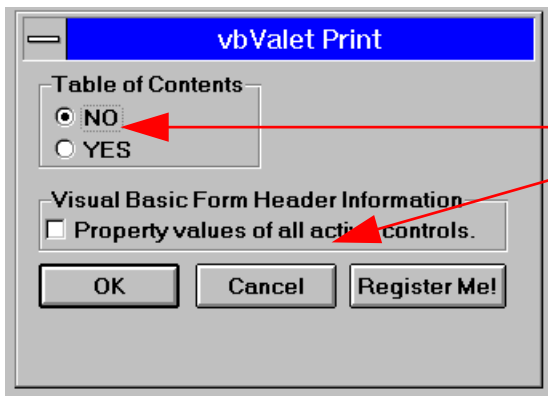 vbValet Print
Table of Contents
NO
YES
Visual Basic Form Header Information
Property values of all active controls.
OK
Cancel
Register Me!